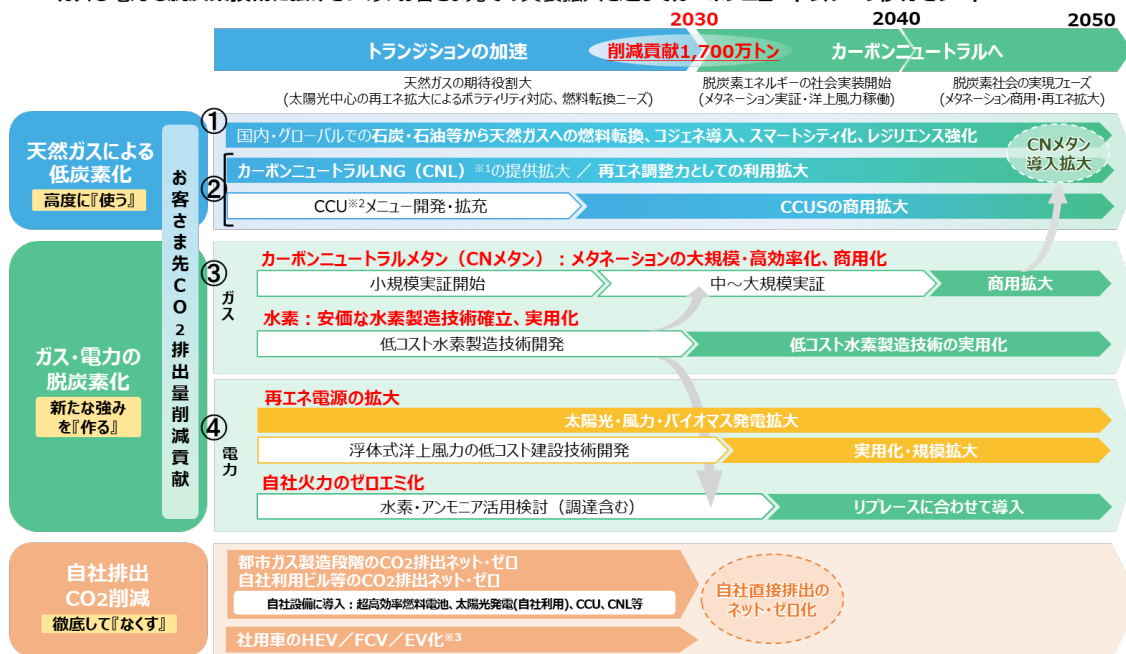 2030
2040
2050
トランジションの加速
削減貢献1,700万トン
カーボンニュートラルへ
天然ガスの期待役割大
(太陽光中心の再エネ拡大によるボラティリティ対応、燃料転換ニーズ)
脱炭素エネルギーの社会実装開始
(メタネーション実証・洋上風力稼働)
脱炭素社会の実現フェーズ
(メタネーション商用・再エネ拡大)
天然ガスによる
低炭素化
高度に『使う』
お客さま先CO2排出量削減貢献
①
国内・グローバルでの石炭・石油等から天然ガスへの燃料転換、コジェネ導入、スマートシティ化、レジリエンス強化
CNメタン
導入拡大
②
カーボンニュートラルLNG（CNL）※1の提供拡大 ／ 再エネ調整力としての利用拡大
CCU※2メニュー開発・拡充
CCUSの商用拡大
ガス・電力の
脱炭素化
新たな強み
を『作る』
③
ガス
カーボンニュートラルメタン（CNメタン）：メタネーションの大規模・高効率化、商用化
小規模実証開始
中～大規模実証
商用拡大
水素：安価な水素製造技術確立、実用化
低コスト水素製造技術開発
低コスト水素製造技術の実用化
④
電力
再エネ電源の拡大
太陽光・風力・バイオマス発電拡大
浮体式洋上風力の低コスト建設技術開発
実用化・規模拡大
自社火力のゼロエミ化
水素・アンモニア活用検討（調達含む）
リプレースに合わせて導入
自社排出
CO2削減
徹底して『なくす』
都市ガス製造段階のCO2排出ネット・ゼロ
自社利用ビル等のCO2排出ネット・ゼロ
自社設備に導入：超高効率燃料電池、太陽光発電(自社利用)、CCU、CNL等
社用車のHEV／FCV／EV化※3
自社直接排出の
ネット・ゼロ化